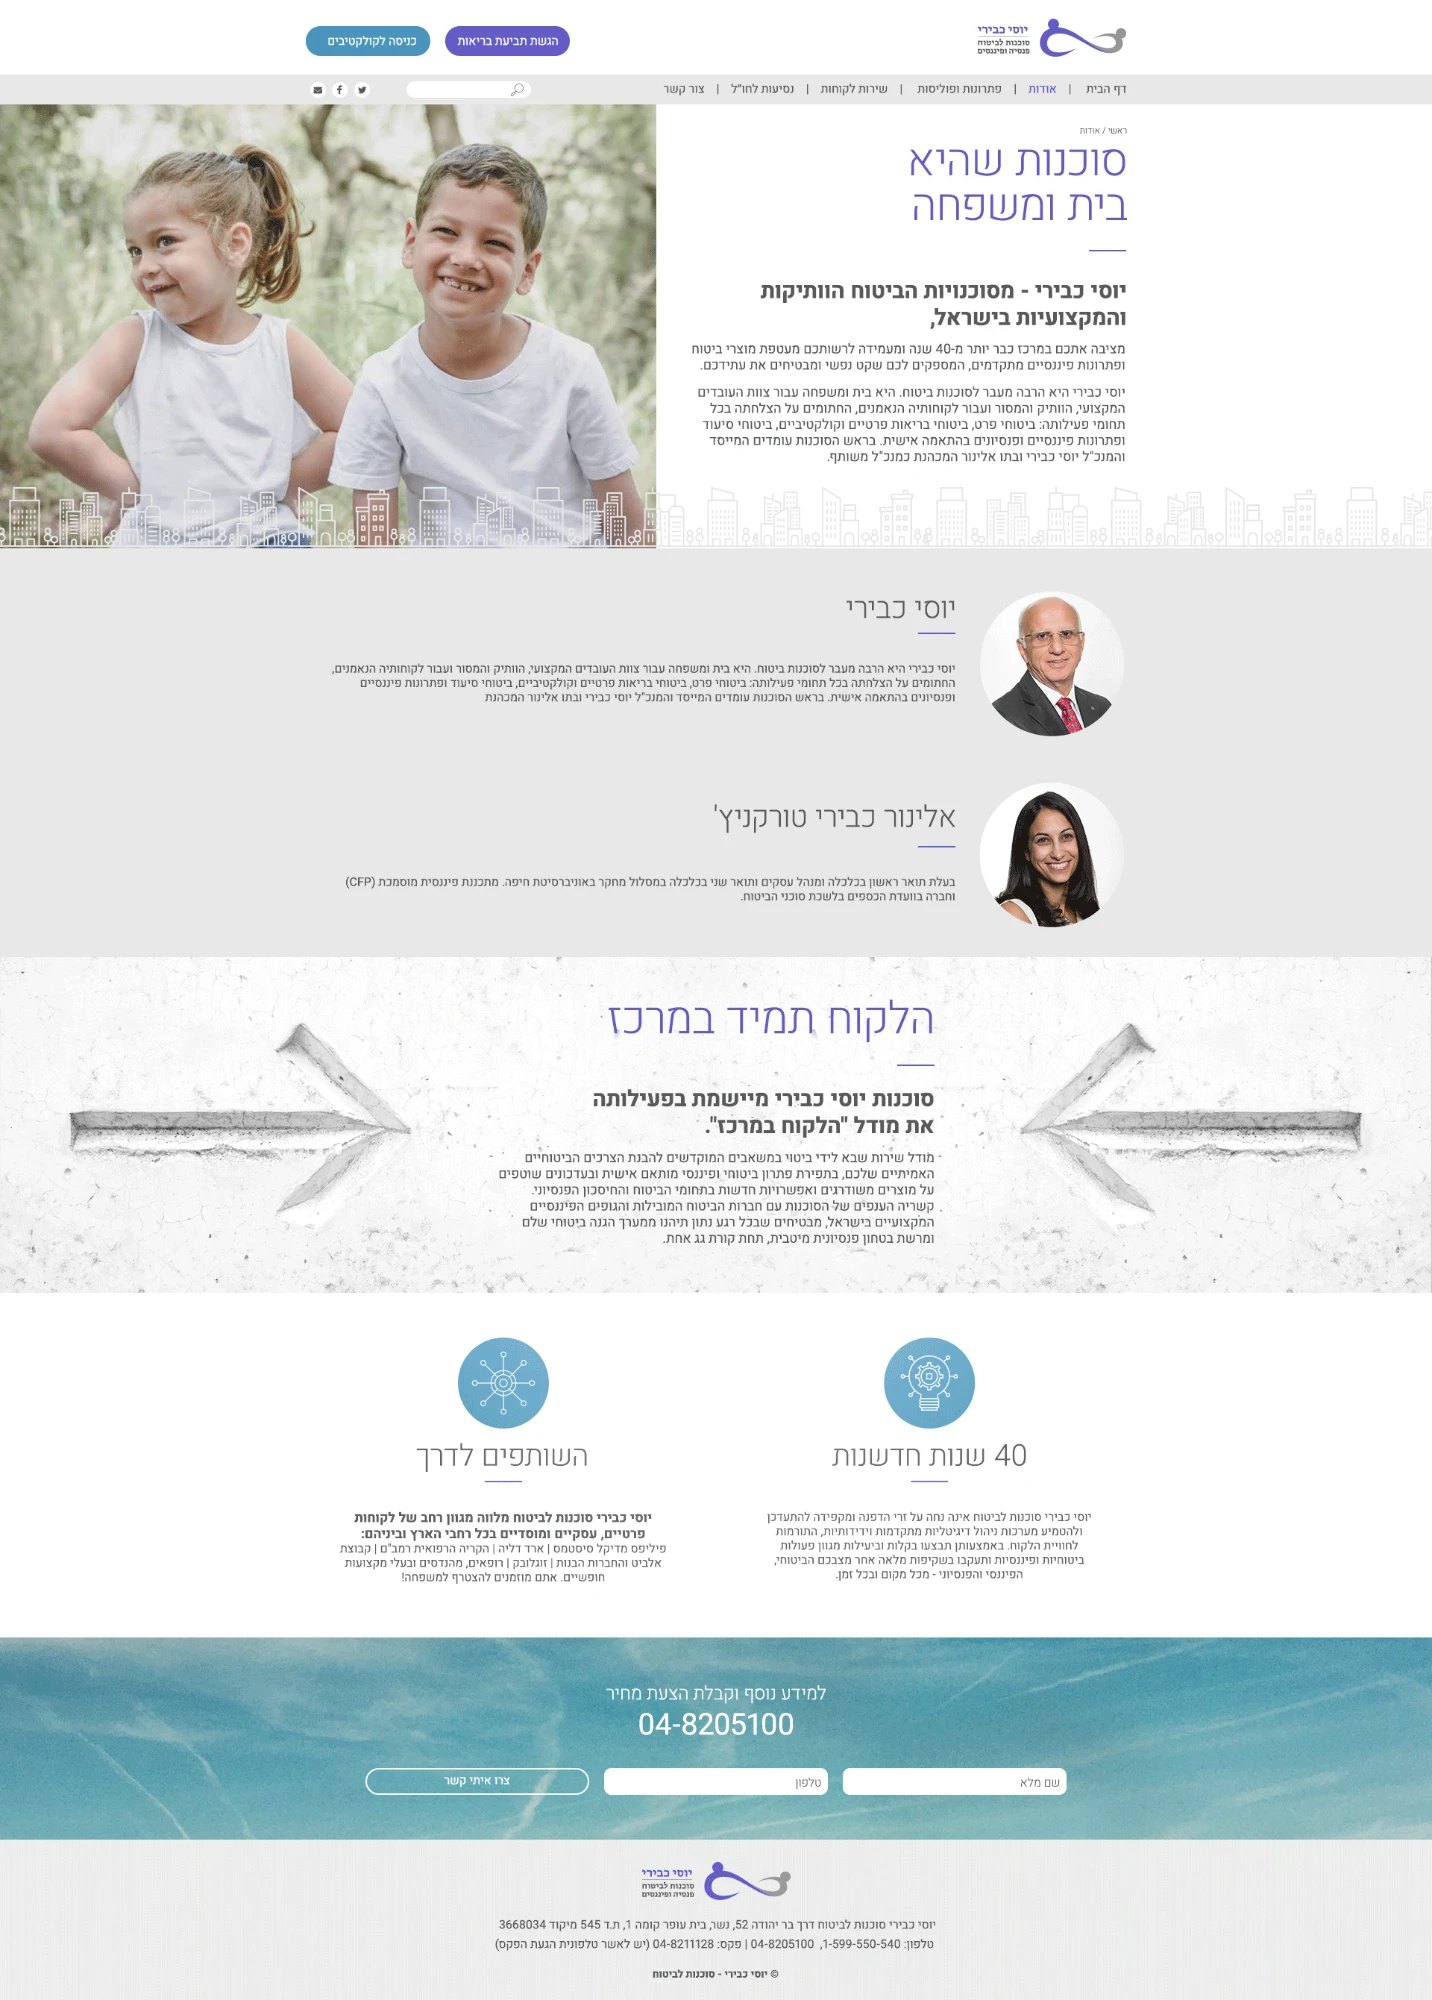 יוסי כבירי
סוכנות לביטוח
פנסיה ופיננסים
הגשת תביעת בריאות
כניסה לקולקטיבים
דף הבית | אודות | פתרונות ופוליסות | שירות לקוחות | נסיעות לחו"ל | צור קשר
ראשי / אודות
סוכנות שהיא
בית ומשפחה
יוסי כבירי - מסוכנויות הביטוח הוותיקות
והמקצועיות בישראל,
מציבה אתכם במרכז כבר יותר מ-40 שנה ומעמידה לרשותכם מעטפת מוצרי ביטוח
ופתרונות פיננסיים מתקדמים, המספקים לכם שקט נפשי ומבטיחים את עתידכם.
יוסי כבירי היא הרבה מעבר לסוכנות ביטוח. היא בית ומשפחה עבור צוות העובדים
המקצועי, הוותיק והמסור ועבור לקוחותיה הנאמנים, החתומים על הצלחתה בכל
תחומי פעילותה: ביטוחי פרט, ביטוחי בריאות פרטיים וקולקטיביים, ביטוחי סיעוד
ופתרונות פיננסיים ופנסיונים בהתאמה אישית. בראש הסוכנות עומדים המייסד
והמנכ"ל יוסי כבירי ובתו אלינור המכהנת כמנכ"ל משותף.
יוסי כבירי
יוסי כבירי היא הרבה מעבר לסוכנות ביטוח. היא בית ומשפחה עבור צוות העובדים המקצועי, הוותיק והמסור ועבור לקוחותיה הנאמנים,
החתומים על הצלחתה בכל תחומי פעילותה: ביטוחי פרט, ביטוחי בריאות פרטיים וקולקטיביים, ביטוחי סיעוד ופתרונות פיננסיים
ופנסיונים בהתאמה אישית. בראש הסוכנות עומדים המייסד והמנכ"ל יוסי כבירי ובתו אלינור המכהנת
אלינור כבירי טורקניץ'
בעלת תואר ראשון בכלכלה ומנהל עסקים ותואר שני בכלכלה במסלול מחקר באוניברסיטת חיפה. מתכננת פיננסית מוסמכת (CFP)
וחברה בוועדת הכספים בלשכת סוכני הביטוח.
הלקוח תמיד במרכז
סוכנות יוסי כבירי מיישמת בפעילותה
את מודל "הלקוח במרכז".
מודל שירות שבא לידי ביטוי במשאבים המוקדשים להבנת הצרכים הביטוחיים
האמיתיים שלכם, בתפירת פתרון ביטוחי ופיננסי מותאם אישית ובעדכונים שוטפים
על מוצרים משודרגים ואפשרויות חדשות בתחומי הביטוח והחיסכון הפנסיוני.
קשריה הענפים של הסוכנות עם חברות הביטוח המובילות והגופים הפיננסיים
המקצועיים בישראל, מבטיחים שבכל רגע נתון תיהנו ממערך הגנה ביטוחי שלם
ומרשת בטחון פנסיונית מיטבית, תחת קורת גג אחת.
40 שנות חדשנות
יוסי כבירי סוכנות לביטוח אינה נחה על זרי הדפנה ומקפידה להתעדכן
ולהטמיע מערכות ניהול דיגיטליות מתקדמות וידידותיות, התורמות
לחוויית הלקוח. באמצעותן תבצעו בקלות וביעילות מגוון פעולות
ביטוחיות ופיננסיות ותעקבו בשקיפות מלאה אחר מצבכם הביטוחי,
הפיננסי והפנסיוני - מכל מקום ובכל זמן.
השותפים לדרך
יוסי כבירי סוכנות לביטוח מלווה מגוון רחב של לקוחות
פרטיים, עסקיים ומוסדיים בכל רחבי הארץ וביניהם:
פיליפס מדיקל סיסטמס | ארד דליה | הקריה הרפואית רמב"ם | קבוצת
אלביט והחברות הבנות | זוגלובק | רופאים, מהנדסים ובעלי מקצועות
חופשיים. אתם מוזמנים להצטרף למשפחה!
למידע נוסף וקבלת הצעת מחיר
04-8205100
שם מלא
טלפון
צרו איתי קשר
יוסי כבירי
סוכנות לביטוח
פנסיה ופיננסים
יוסי כבירי סוכנות לביטוח דרך בר יהודה 52, נשר, בית עופר קומה 1, ת.ד 545 מיקוד 3668034
טלפון: 1-599-550-540, 04-8205100 | פקס: 04-8211128 (יש לאשר טלפונית הגעת הפקס)
© יוסי כבירי - סוכנות לביטוח